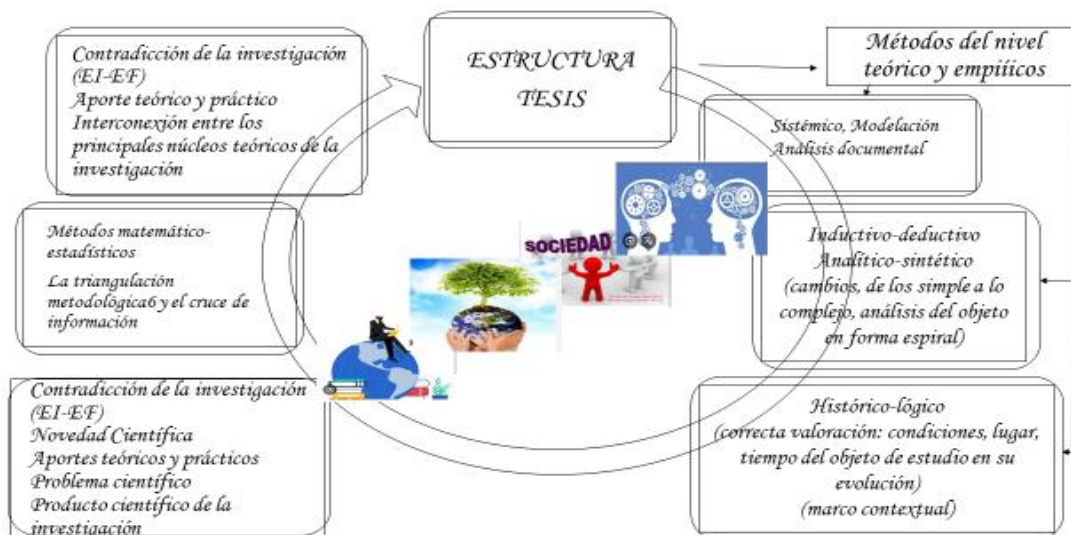 ESTRUCTURA
TESIS
Métodos del nivel
teórico y empiíicos
Sistémico, Modelación
Análisis documental
Inductivo-deductivo
Analítico-sintético
(cambios, de los simple a lo
complejo, análisis del objeto
en forma espiral)
Histórico-lógico
(correcta valoración: condiciones, lugar,
tiempo del objeto de estudio en su
evolución)
(marco contextual)
Contradicción de la investigación
(EI-EF)
Novedad Científica
Aportes teóricos y prácticos
Problema científico
Producto científico de la
investigación
Métodos matemático-
estadísticos
La triangulación
metodológica6 y el cruce de
información
Contradicción de la investigación
(EI-EF)
Aporte teórico y práctico
Interconexión entre los
principales núcleos teóricos de la
investigación
SOCIEDAD